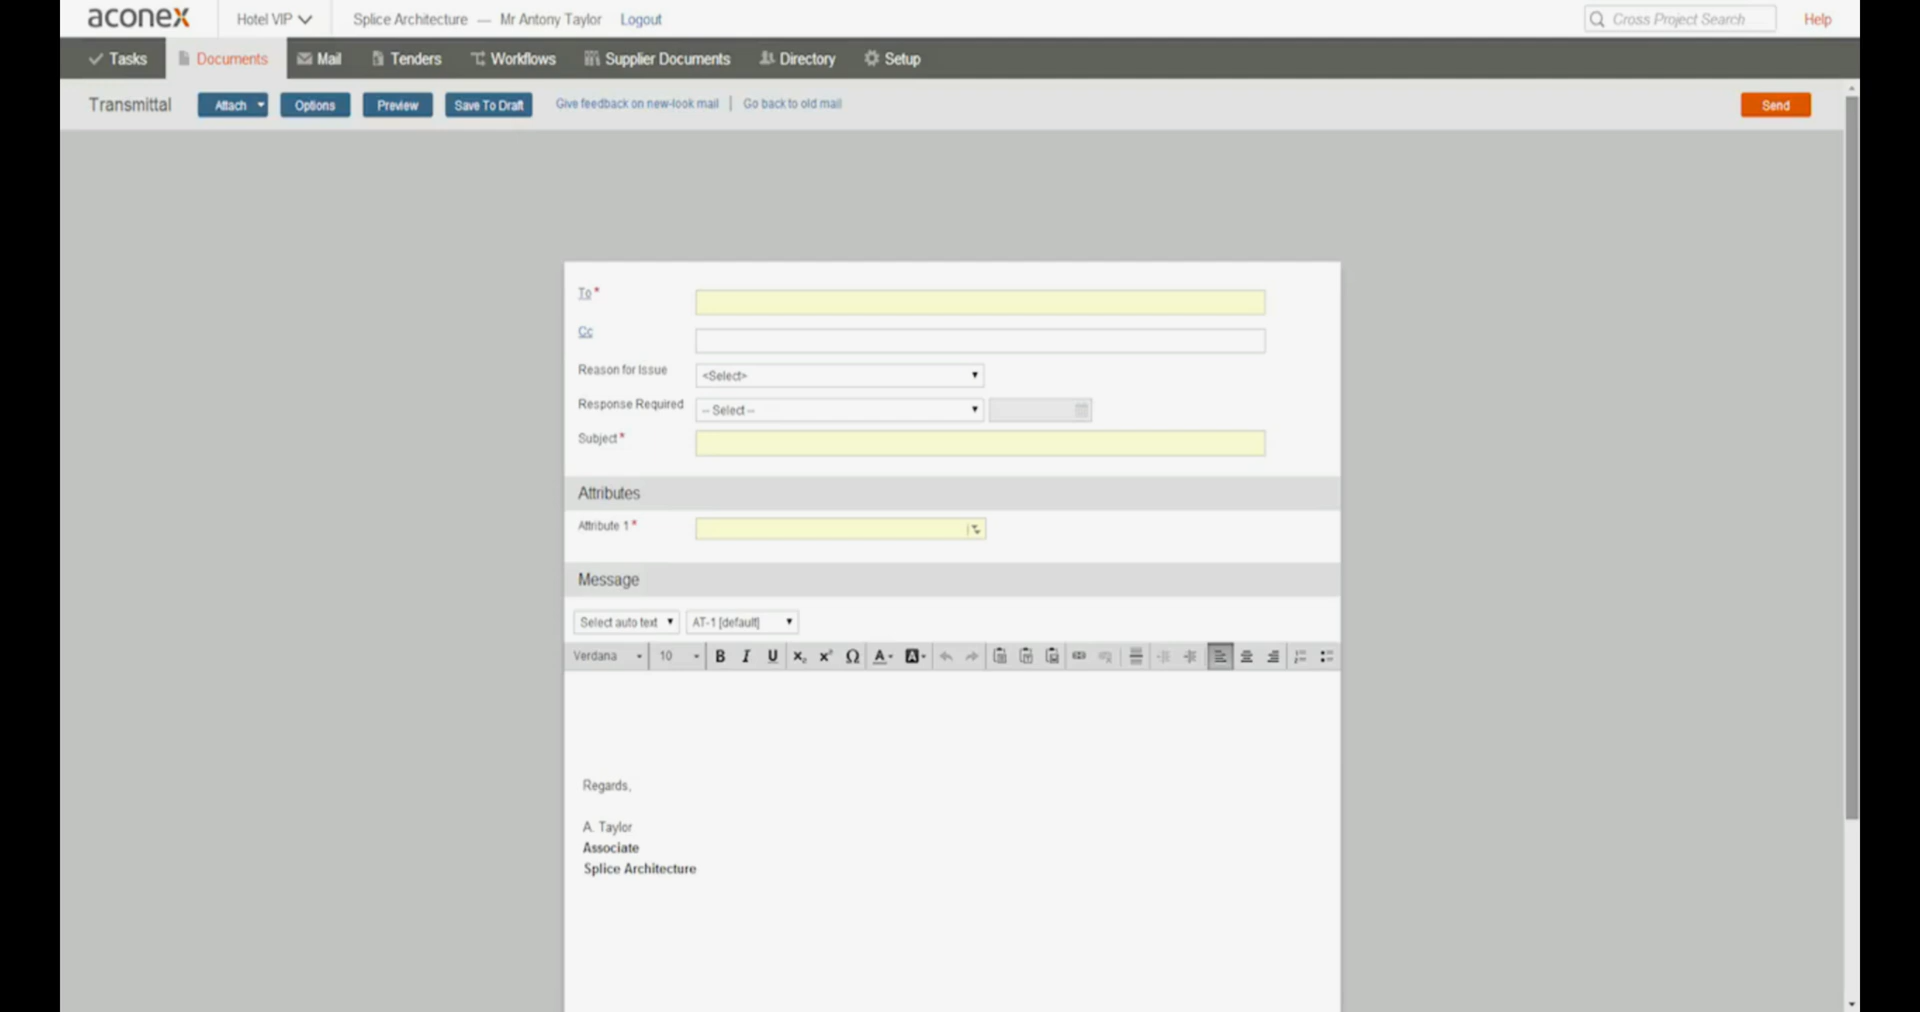 aconex Hotel VIP Splice Architecture — Mr Antony Taylor Logout Cross Project Search Help
Tasks Documents Mail Tenders Workflows Supplier Documents Directory Setup
Transmittal Attach Options Preview Save To Draft Give feedback on new-look mail | Go back to old mail Send
To *
Cc
Reason for Issue <Select>
Response Required -- Select --
Subject *
Attributes
Attribute 1 *
Message
Select auto text AT-1 [default]
Verdana 10 B I U X₂ X² Ω A A
Regards,
A. Taylor
Associate
Splice Architecture